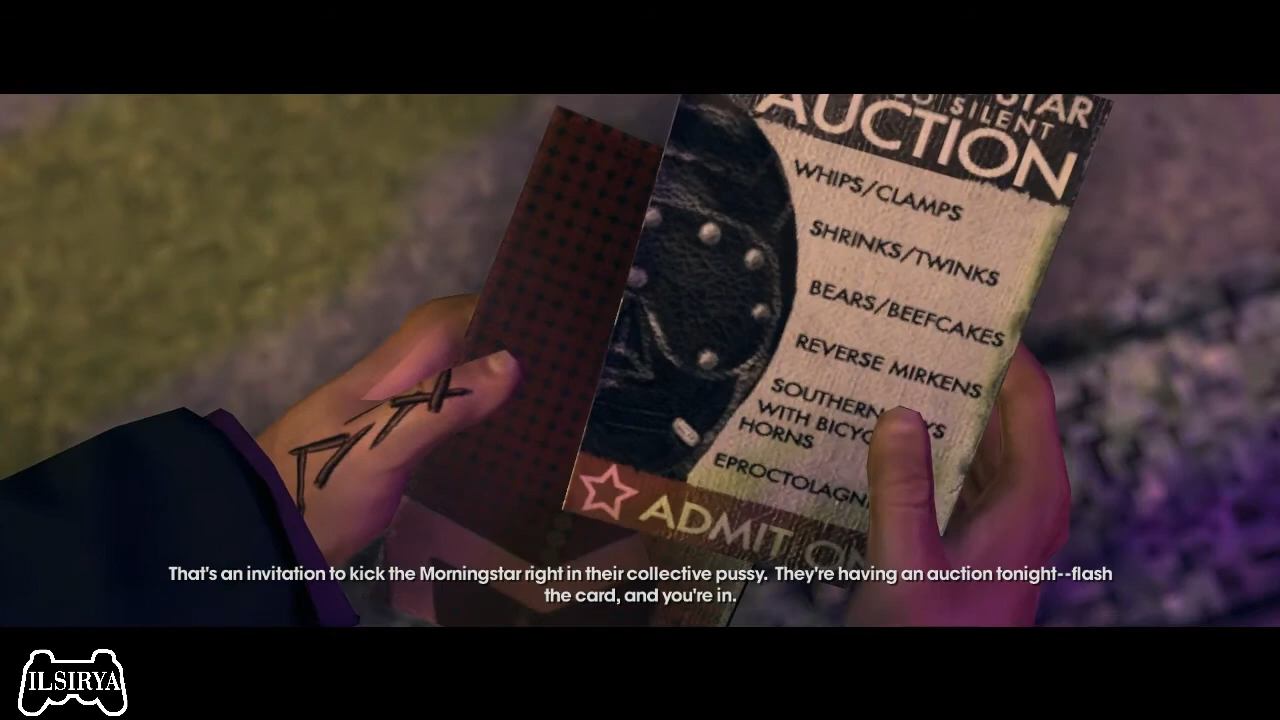 STAR
SILENT
AUCTION
WHIPS/CLAMPS
SHRINKS/TWINKS
BEARS/BEEFCAKES
REVERSE MIRKENS
SOUTHERN
WITH
HORNS
ADMIT
That's an invitation to kick the Morningstar right in their collective pussy. They're having an auction tonight--flash
the card, and you're in.
ILSIRYA